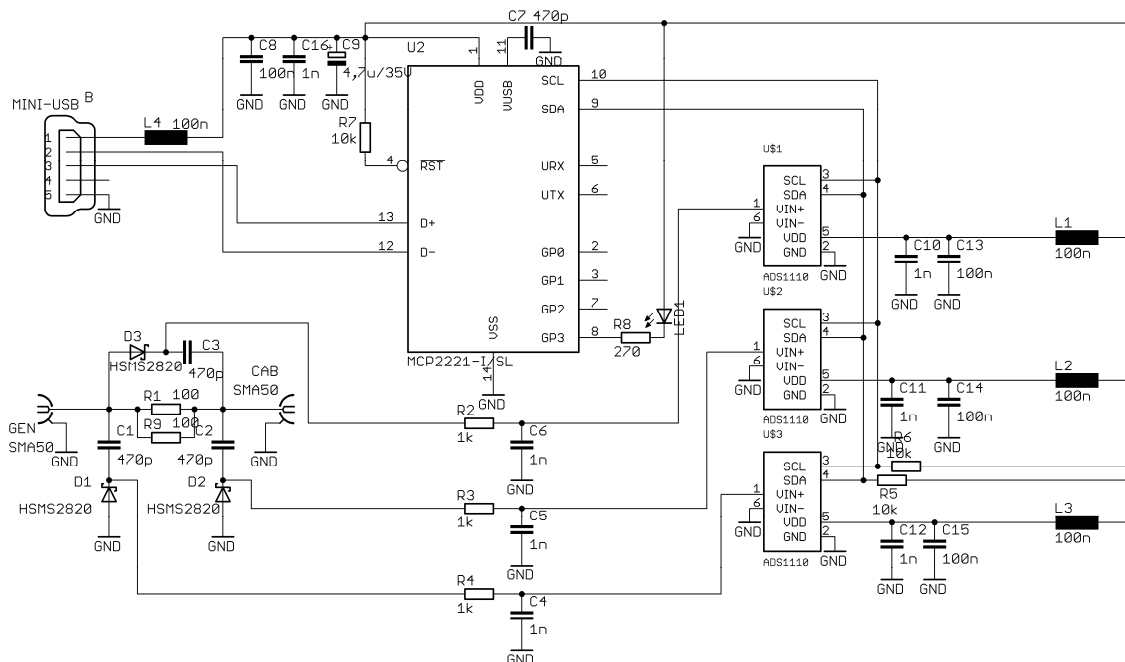 C7 470p
U2
1
11
GND
C8
C16
+
C9
100n
1n
4,7u/35V
GND
GND
GND
VDD
VUSB
SCL
10
SDA
9
MINI-USB
B
L4
100n
1
2
3
4
5
GND
R7
10k
4
RST
URX
5
UTX
6
13
D+
12
D-
GP0
2
GP1
3
GP2
7
GP3
8
VSS
14
MCP2221-I/SL
GND
R8
270
LED1
U$1
SCL
3
SDA
4
1
VIN+
6
VIN-
VDD
5
GND
2
GND
GND
ADS1110
C10
1n
C13
100n
GND
GND
L1
100n
U$2
SCL
3
SDA
4
1
VIN+
6
VIN-
VDD
5
GND
2
GND
GND
ADS1110
C11
1n
C14
100n
GND
GND
L2
100n
U$3
SCL
3
SDA
4
1
VIN+
6
VIN-
VDD
5
GND
2
GND
GND
ADS1110
R6
10k
R5
10k
C12
1n
C15
100n
GND
GND
L3
100n
D3
HSMS2820
C3
470p
CAB
SMA50
R1
100
R9
100
GEN
SMA50
GND
C1
470p
C2
470p
GND
D1
HSMS2820
GND
D2
HSMS2820
GND
R2
1k
C6
1n
GND
R3
1k
C5
1n
GND
R4
1k
C4
1n
GND